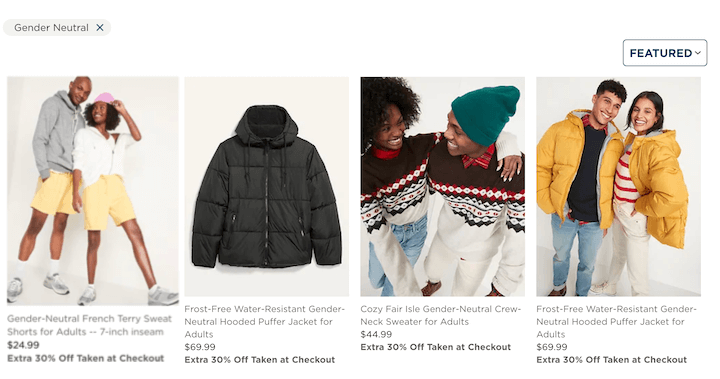 Gender Neutral ×
FEATURED
Gender-Neutral French Terry Sweat
Shorts for Adults -- 7-inch inseam
$24.99
Extra 30% Off Taken at Checkout
Frost-Free Water-Resistant Gender-
Neutral Hooded Puffer Jacket for
Adults
$69.99
Extra 30% Off Taken at Checkout
Cozy Fair Isle Gender-Neutral Crew-
Neck Sweater for Adults
$44.99
Extra 30% Off Taken at Checkout
Frost-Free Water-Resistant Gender-
Neutral Hooded Puffer Jacket for
Adults
$69.99
Extra 30% Off Taken at Checkout